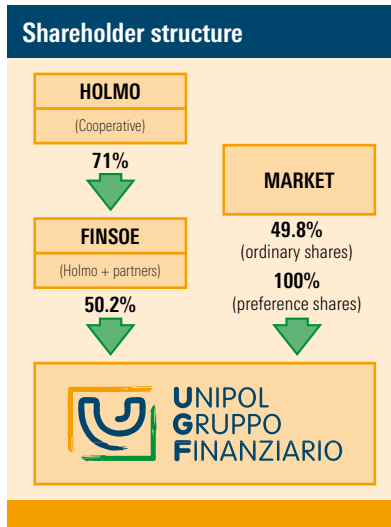 Shareholder structure
HOLMO
(Cooperative)
71%
FINSOE
(Holmo + partners)
50.2%
MARKET
49.8%
(ordinary shares)
100%
(preference shares)
UNIPOL
GRUPPO
FINANZIARIO